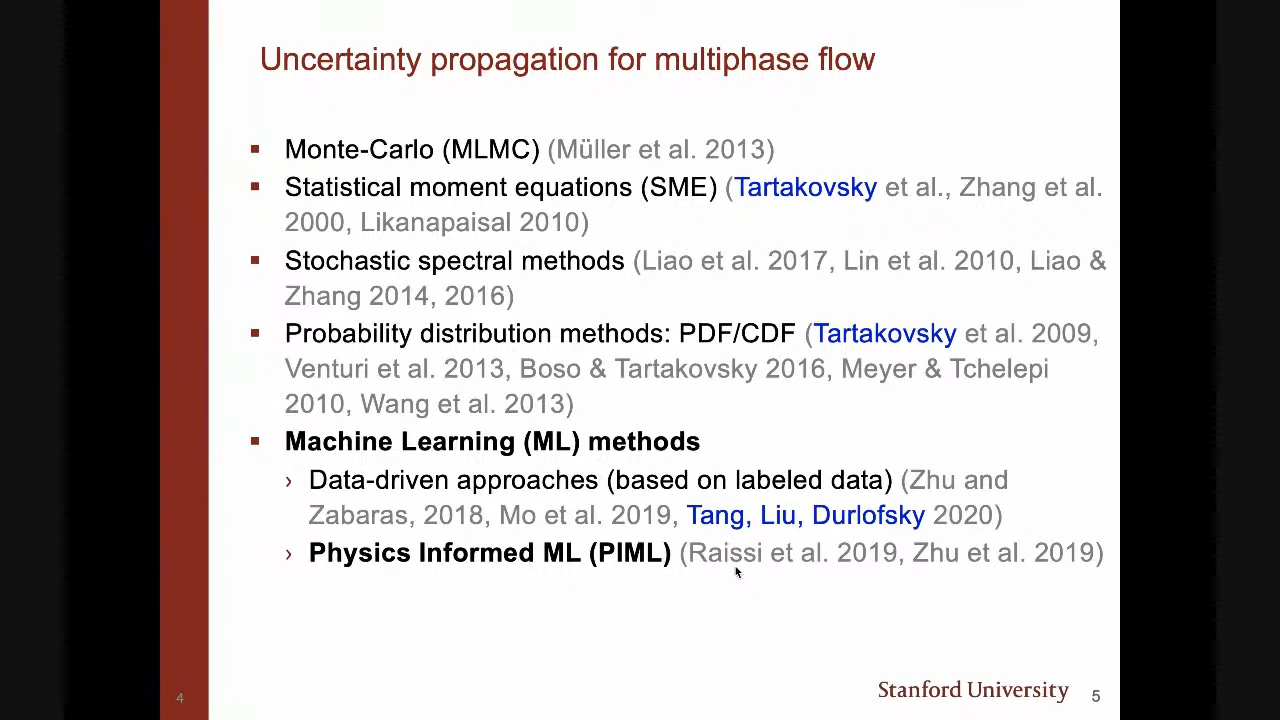 Uncertainty propagation for multiphase flow
▪ Monte-Carlo (MLMC) (Müller et al. 2013)
▪ Statistical moment equations (SME) (Tartakovsky et al., Zhang et al.
2000, Likanapaisal 2010)
▪ Stochastic spectral methods (Liao et al. 2017, Lin et al. 2010, Liao &
Zhang 2014, 2016)
▪ Probability distribution methods: PDF/CDF (Tartakovsky et al. 2009,
Venturi et al. 2013, Boso & Tartakovsky 2016, Meyer & Tchelepi
2010, Wang et al. 2013)
▪ Machine Learning (ML) methods
› Data-driven approaches (based on labeled data) (Zhu and
Zabaras, 2018, Mo et al. 2019, Tang, Liu, Durlofsky 2020)
› Physics Informed ML (PIML) (Raissi et al. 2019, Zhu et al. 2019)
4
Stanford University 5